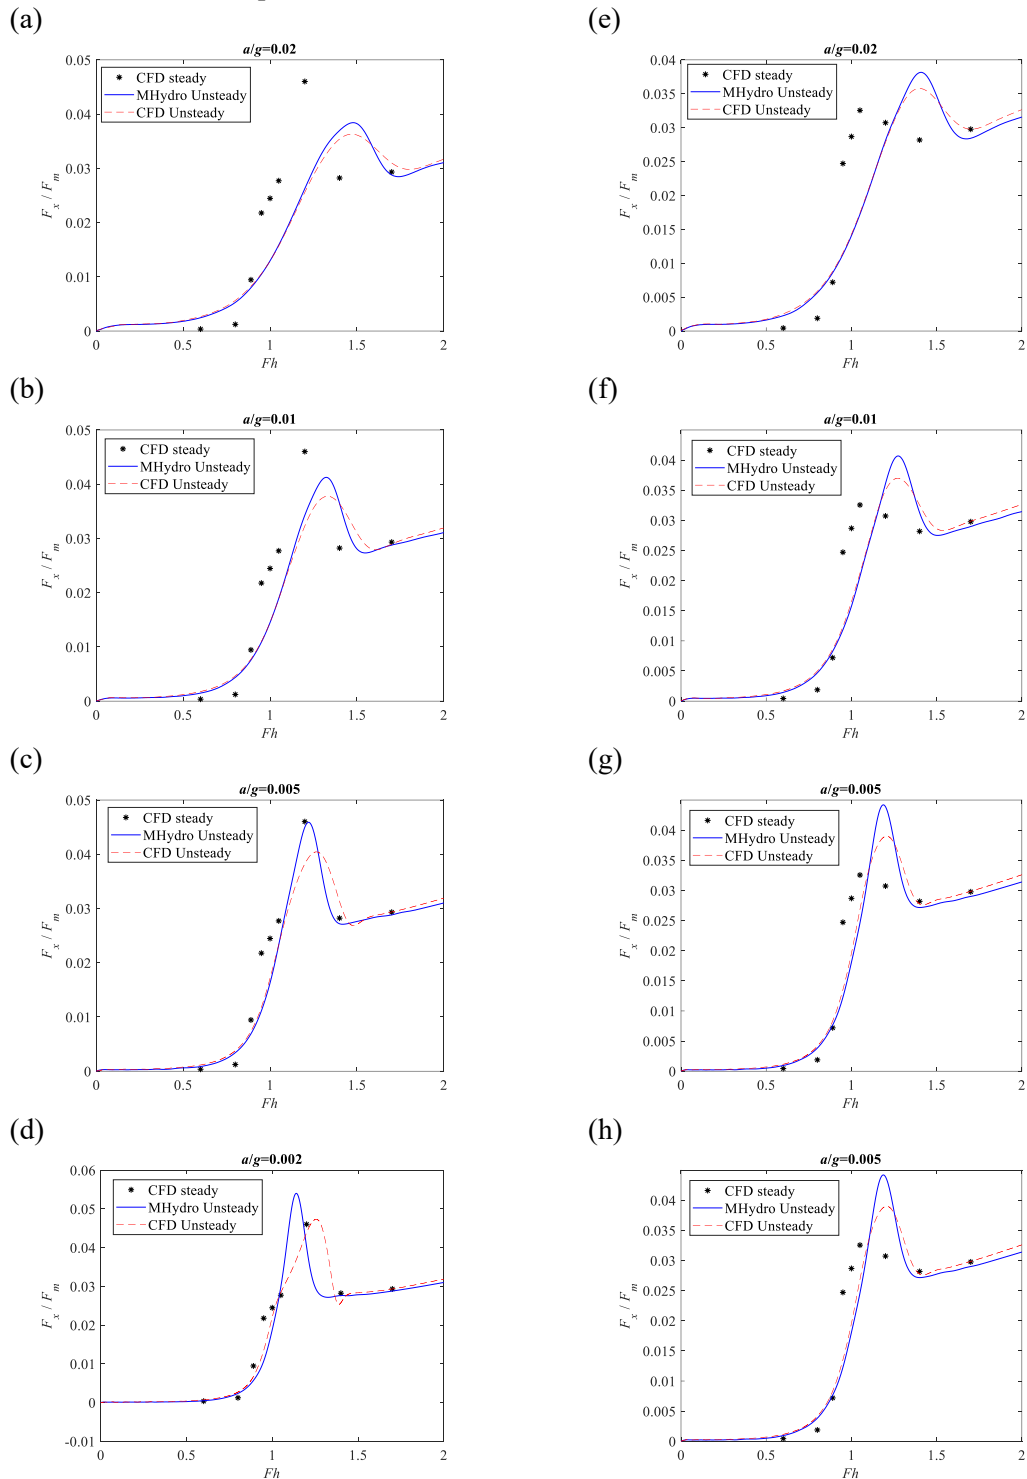 (a)
a/g=0.02
CFD steady
MHydro Unsteady
CFD Unsteady
0.05
0.04
0.03
0.02
0.01
0
F_x / F_m
0 0.5 1 1.5 2
Fh
(e)
a/g=0.02
CFD steady
MHydro Unsteady
CFD Unsteady
0.04
0.035
0.03
0.025
0.02
0.015
0.01
0.005
0
F_x / F_m
0 0.5 1 1.5 2
Fh
(b)
a/g=0.01
CFD steady
MHydro Unsteady
CFD Unsteady
0.05
0.04
0.03
0.02
0.01
0
F_x / F_m
0 0.5 1 1.5 2
Fh
(f)
a/g=0.01
CFD steady
MHydro Unsteady
CFD Unsteady
0.04
0.035
0.03
0.025
0.02
0.015
0.01
0.005
0
F_x / F_m
0 0.5 1 1.5 2
Fh
(c)
a/g=0.005
CFD steady
MHydro Unsteady
CFD Unsteady
0.05
0.04
0.03
0.02
0.01
0
F_x / F_m
0 0.5 1 1.5 2
Fh
(g)
a/g=0.005
CFD steady
MHydro Unsteady
CFD Unsteady
0.04
0.035
0.03
0.025
0.02
0.015
0.01
0.005
0
F_x / F_m
0 0.5 1 1.5 2
Fh
(d)
a/g=0.002
CFD steady
MHydro Unsteady
CFD Unsteady
0.06
0.05
0.04
0.03
0.02
0.01
0
-0.01
F_x / F_m
0 0.5 1 1.5 2
Fh
(h)
a/g=0.005
CFD steady
MHydro Unsteady
CFD Unsteady
0.04
0.035
0.03
0.025
0.02
0.015
0.01
0.005
0
F_x / F_m
0 0.5 1 1.5 2
Fh